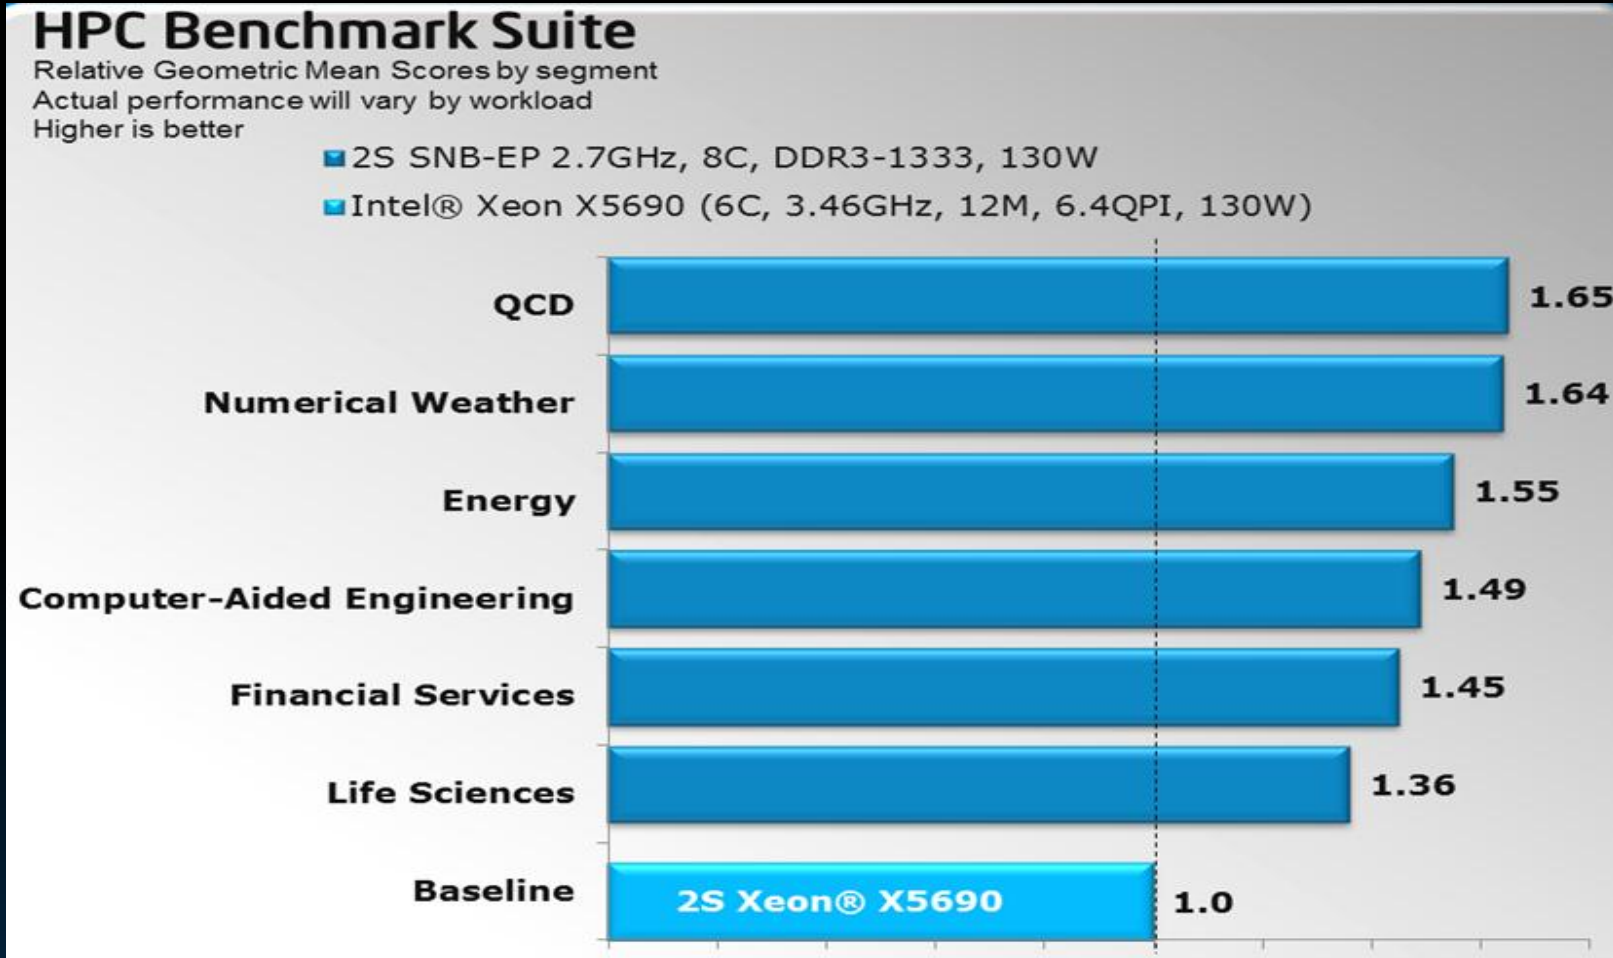 HPC Benchmark Suite
Relative Geometric Mean Scores by segment
Actual performance will vary by workload
Higher is better
2S SNB-EP 2.7GHz, 8C, DDR3-1333, 130W
Intel® Xeon X5690 (6C, 3.46GHz, 12M, 6.4QPI, 130W)
QCD 1.65
Numerical Weather 1.64
Energy 1.55
Computer-Aided Engineering 1.49
Financial Services 1.45
Life Sciences 1.36
Baseline 2S Xeon® X5690 1.0